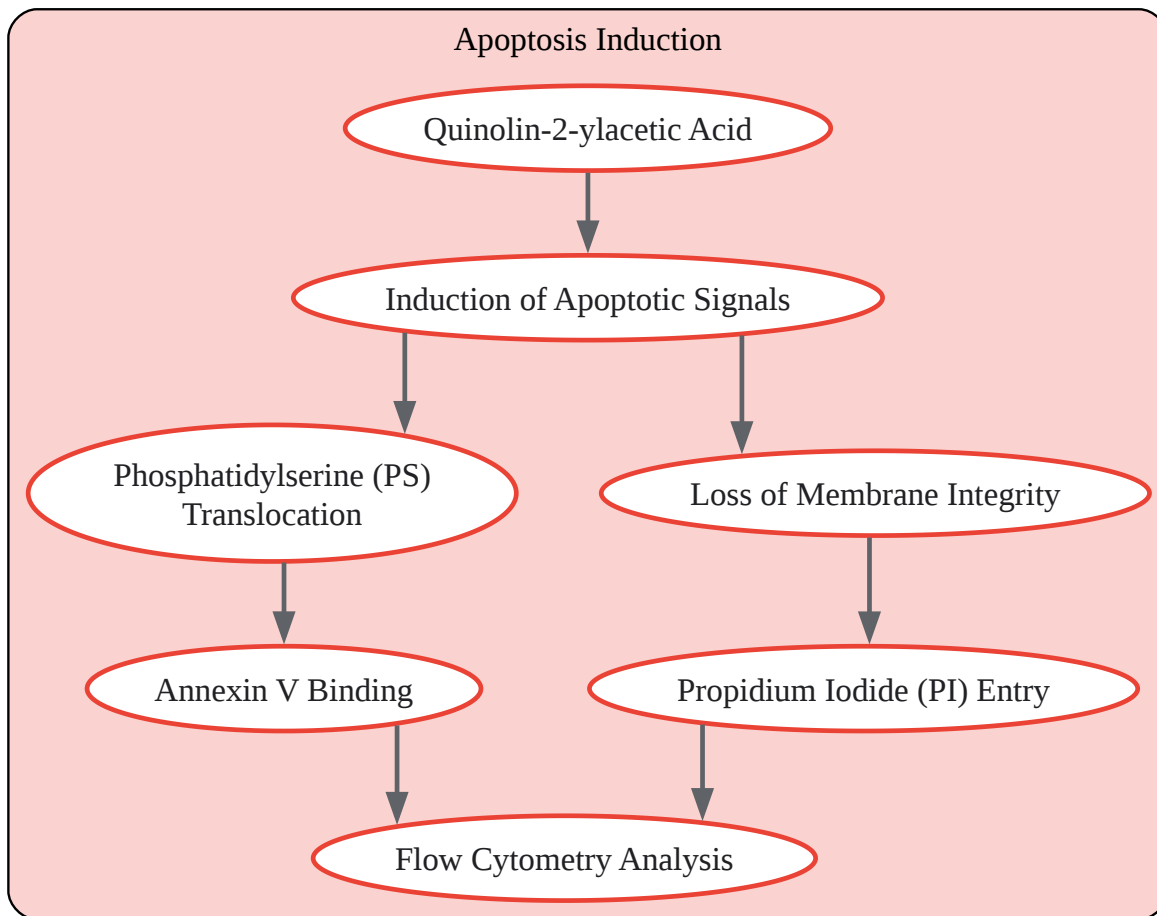 Apoptosis Induction
Quinolin-2-ylacetic Acid
Induction of Apoptotic Signals
Phosphatidylserine (PS)
Translocation
Loss of Membrane Integrity
Annexin V Binding
Propidium Iodide (PI) Entry
Flow Cytometry Analysis